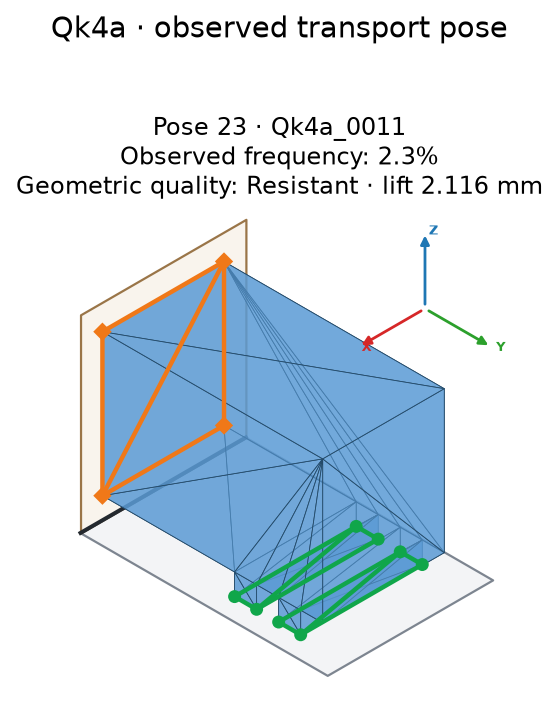 Qk4a · observed transport pose
Pose 23 · Qk4a_0011
Observed frequency: 2.3%
Geometric quality: Resistant · lift 2.116 mm
Z
X
Y